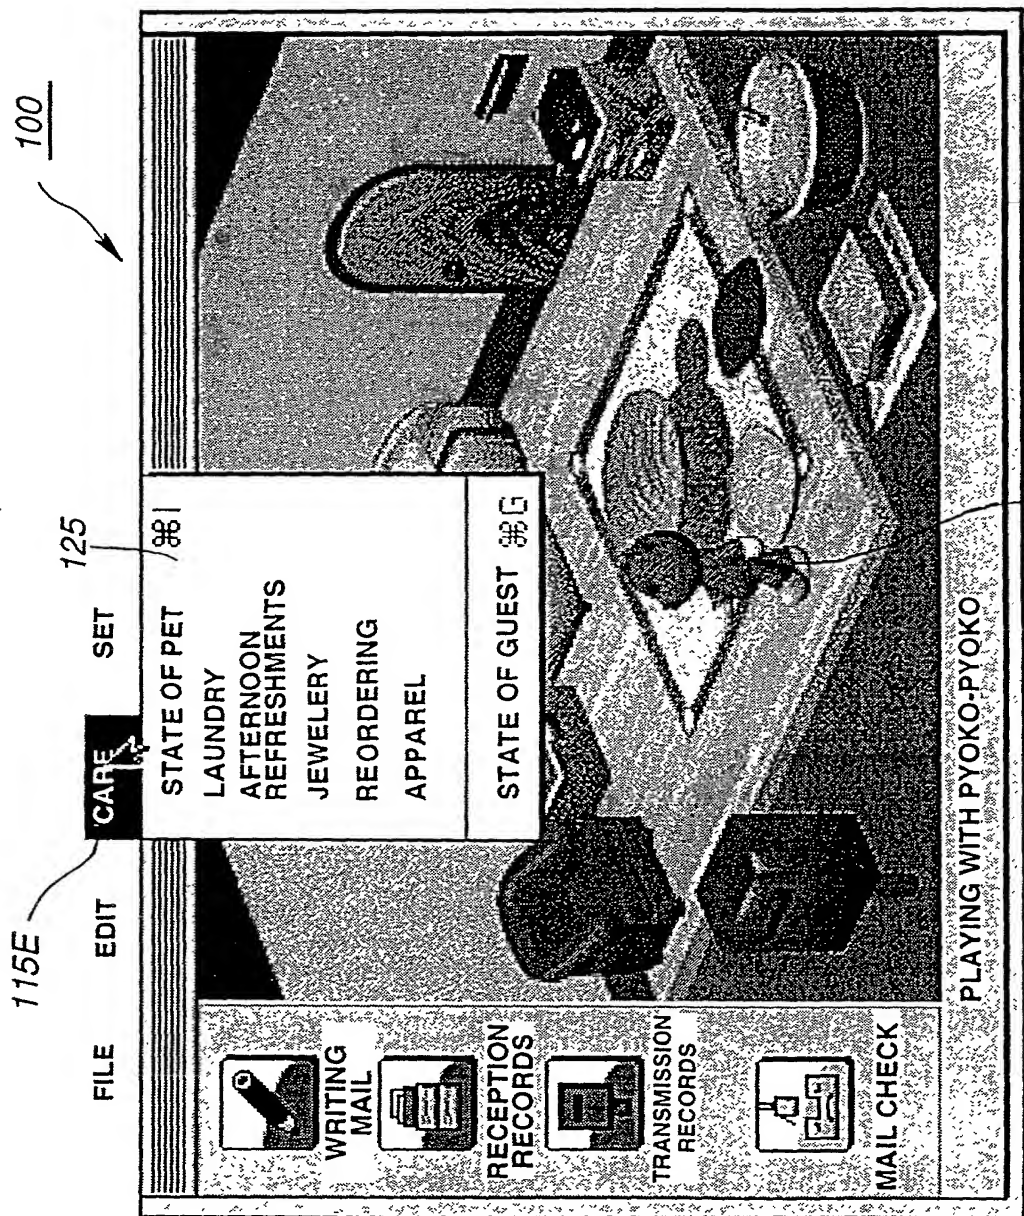 100
115E
125
FILE EDIT CARE SET
STATE OF PET ⌘I
LAUNDRY
AFTERNOON
REFRESHMENTS
JEWELERY
REORDERING
APPAREL
STATE OF GUEST ⌘G
WRITING
MAIL
RECEPTION
RECORDS
TRANSMISSION
RECORDS
MAIL CHECK
PLAYING WITH PYOKO-PYOKO